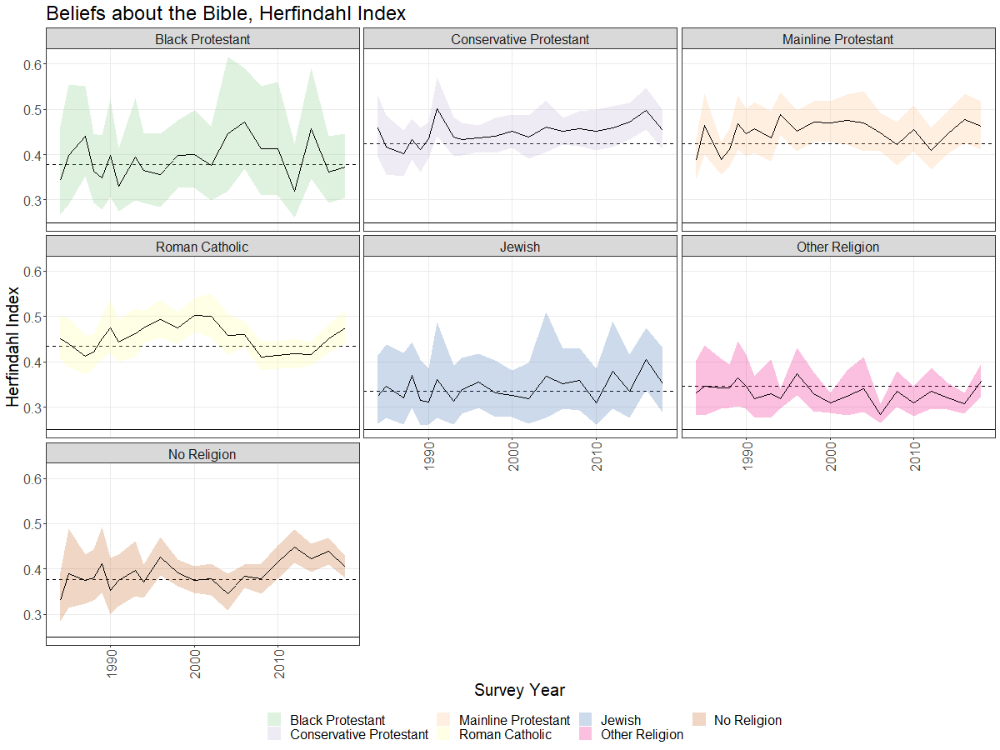 Beliefs about the Bible, Herfindahl Index
Black Protestant
Conservative Protestant
Mainline Protestant
0.6
0.5
0.4
0.3
Roman Catholic
Jewish
Other Religion
0.6
0.5
0.4
0.3
Herfindahl Index
1990
2000
2010
1990
2000
2010
No Religion
0.6
0.5
0.4
0.3
1990
2000
2010
Survey Year
Black Protestant
Mainline Protestant
Jewish
No Religion
Conservative Protestant
Roman Catholic
Other Religion